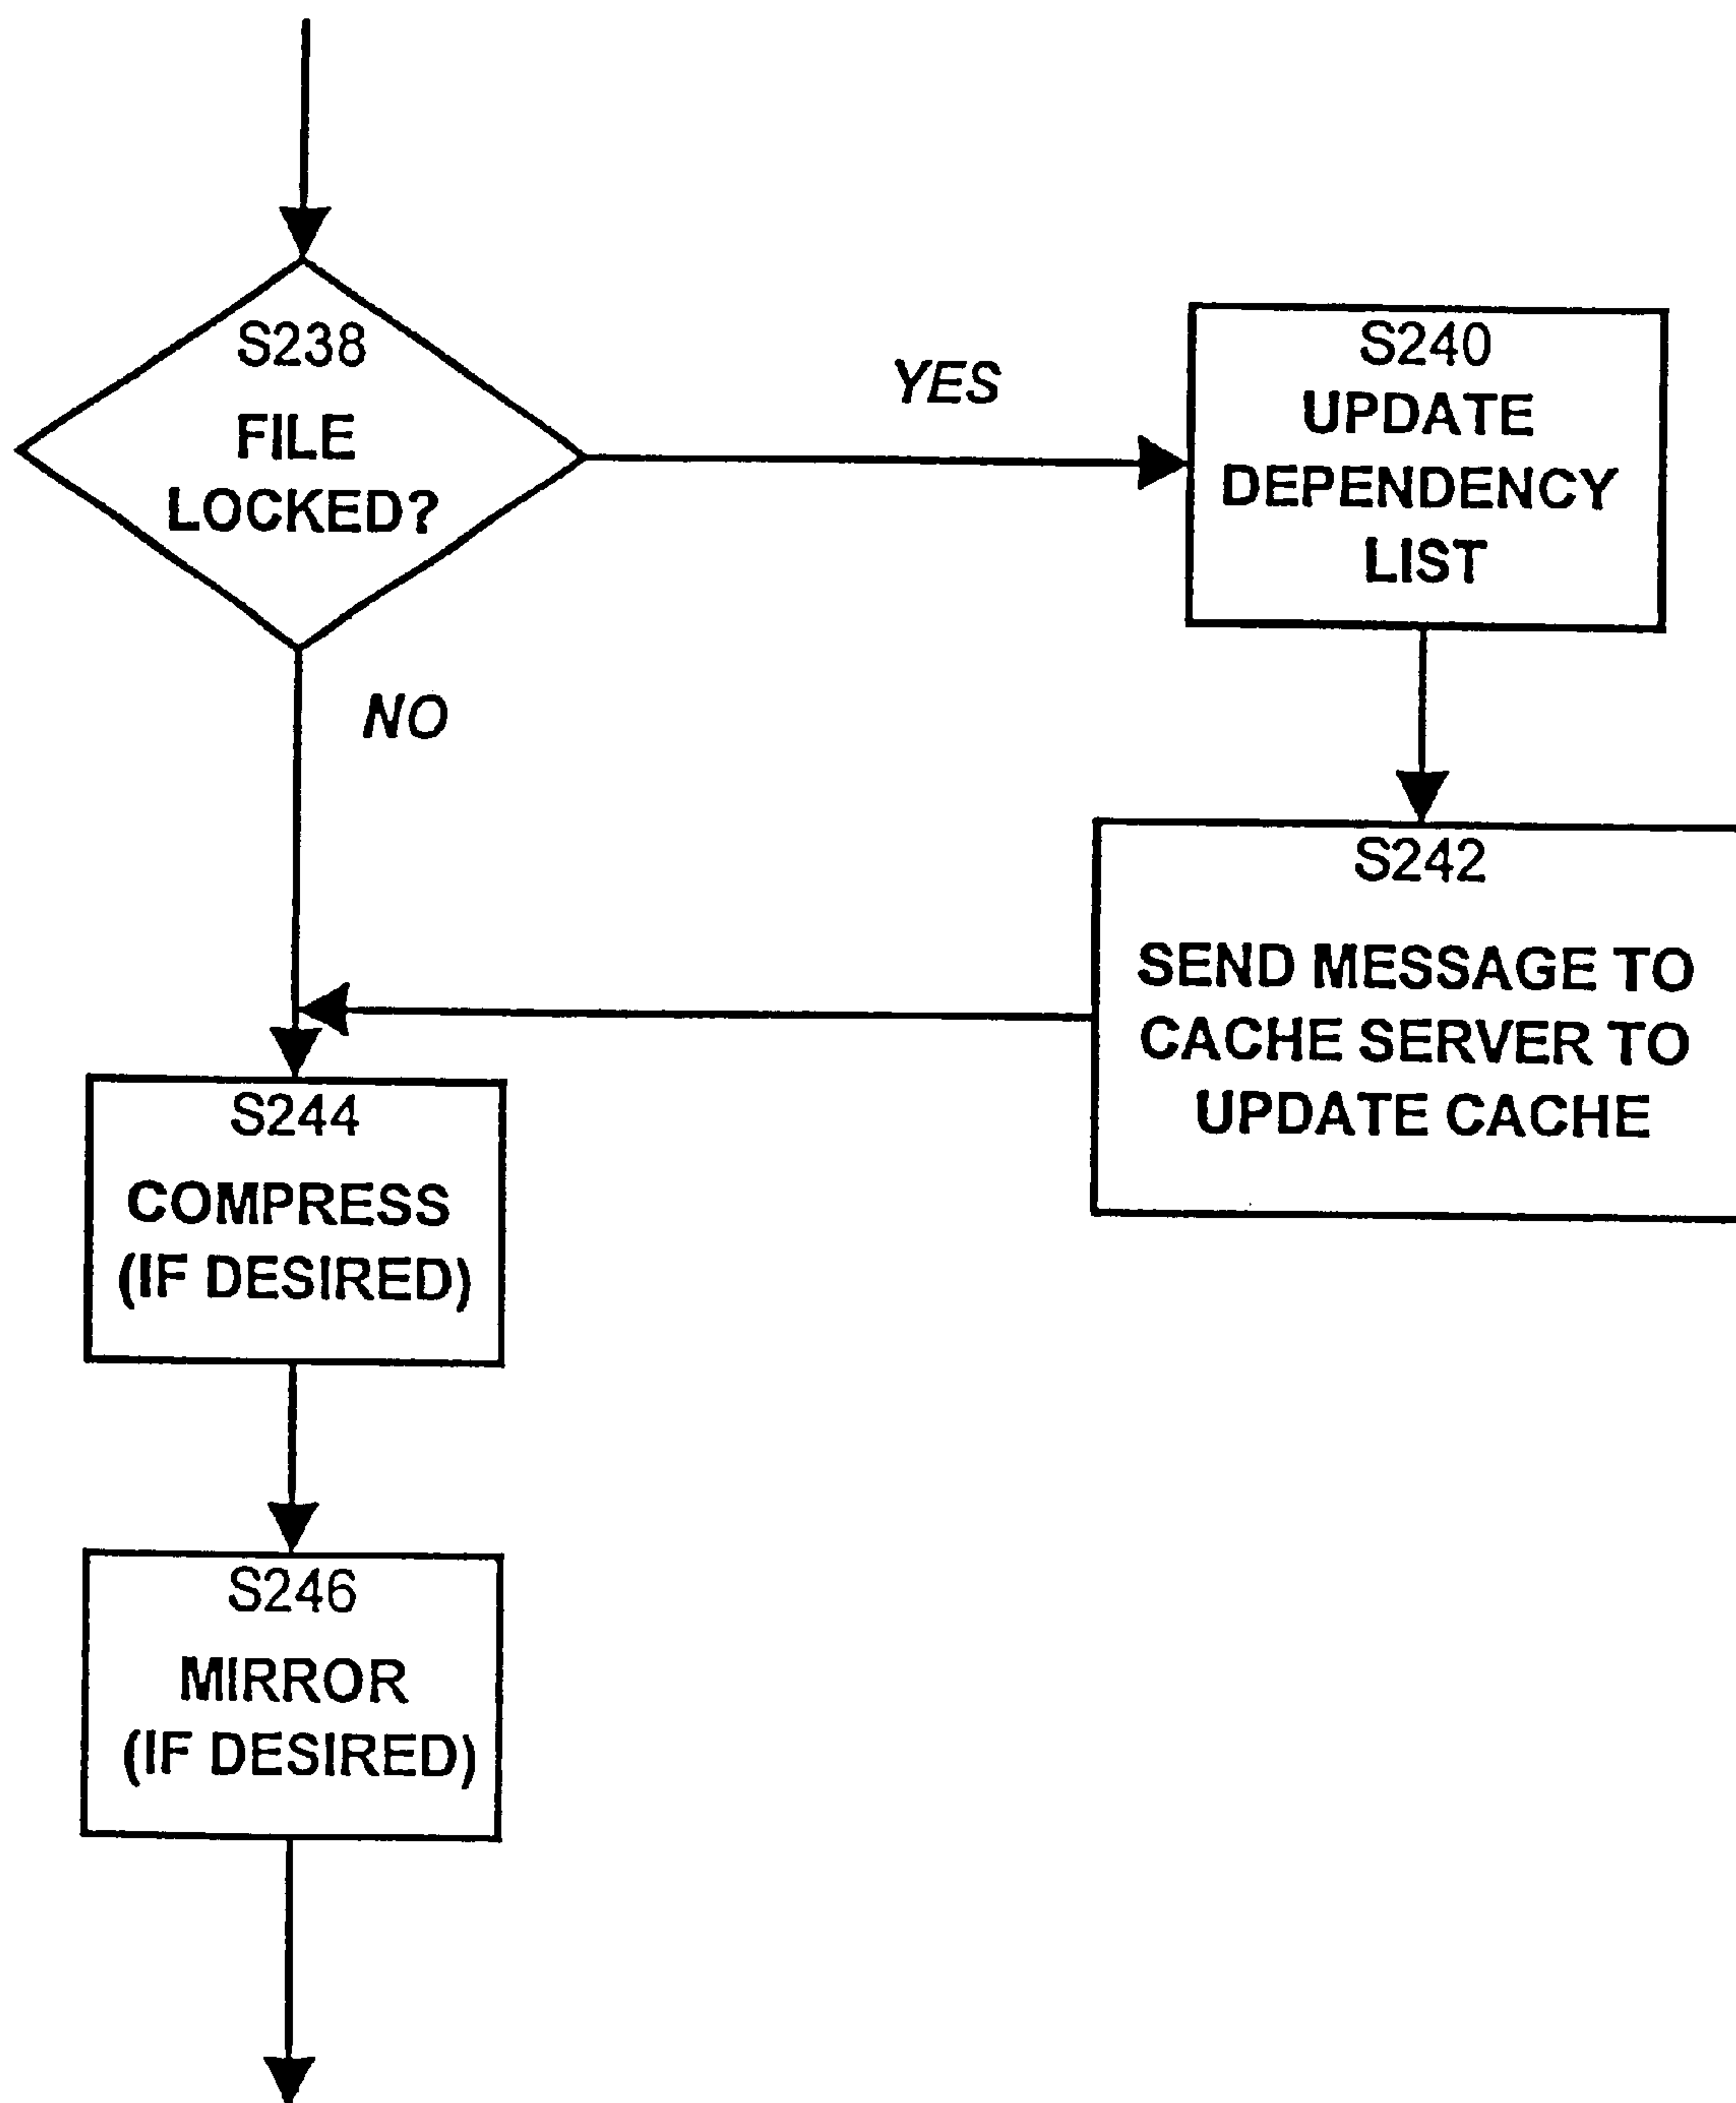 S238
FILE
LOCKED?
YES
S240
UPDATE
DEPENDENCY
LIST
NO
S242
SEND MESSAGE TO
CACHE SERVER TO
UPDATE CACHE
S244
COMPRESS
(IF DESIRED)
S246
MIRROR
(IF DESIRED)